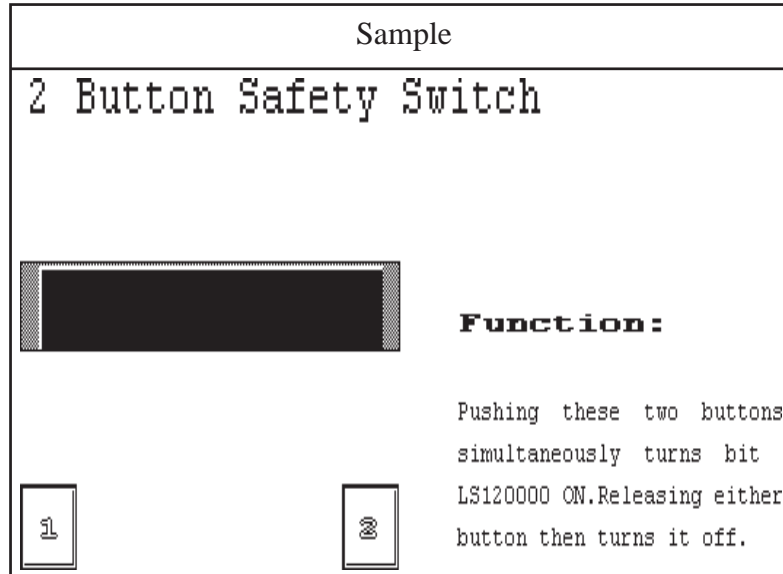 Sample
2 Button Safety Switch
Function:
Pushing these two buttons
simultaneously turns bit
LS120000 ON.Releasing either
button then turns it off.
1 2